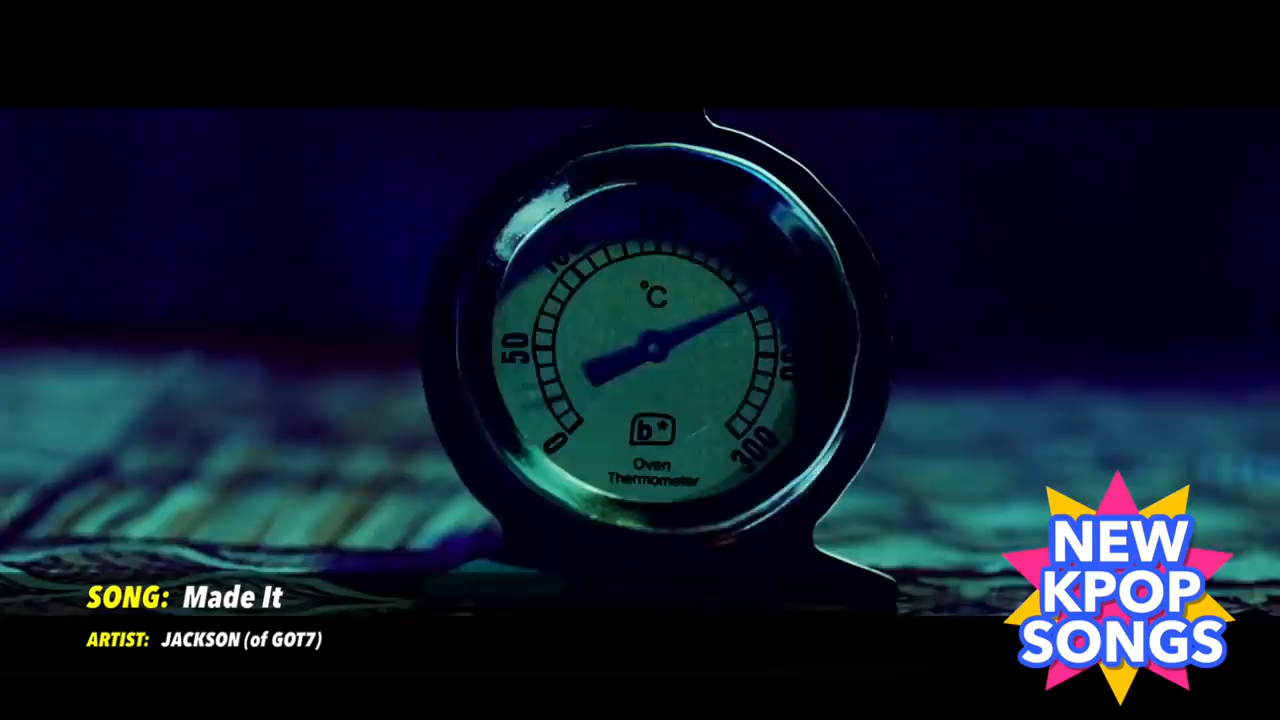 °C
50
0
300
b*
Oven
Thermometer
SONG: Made It
ARTIST: JACKSON (of GOT7)
NEW
KPOP
SONGS